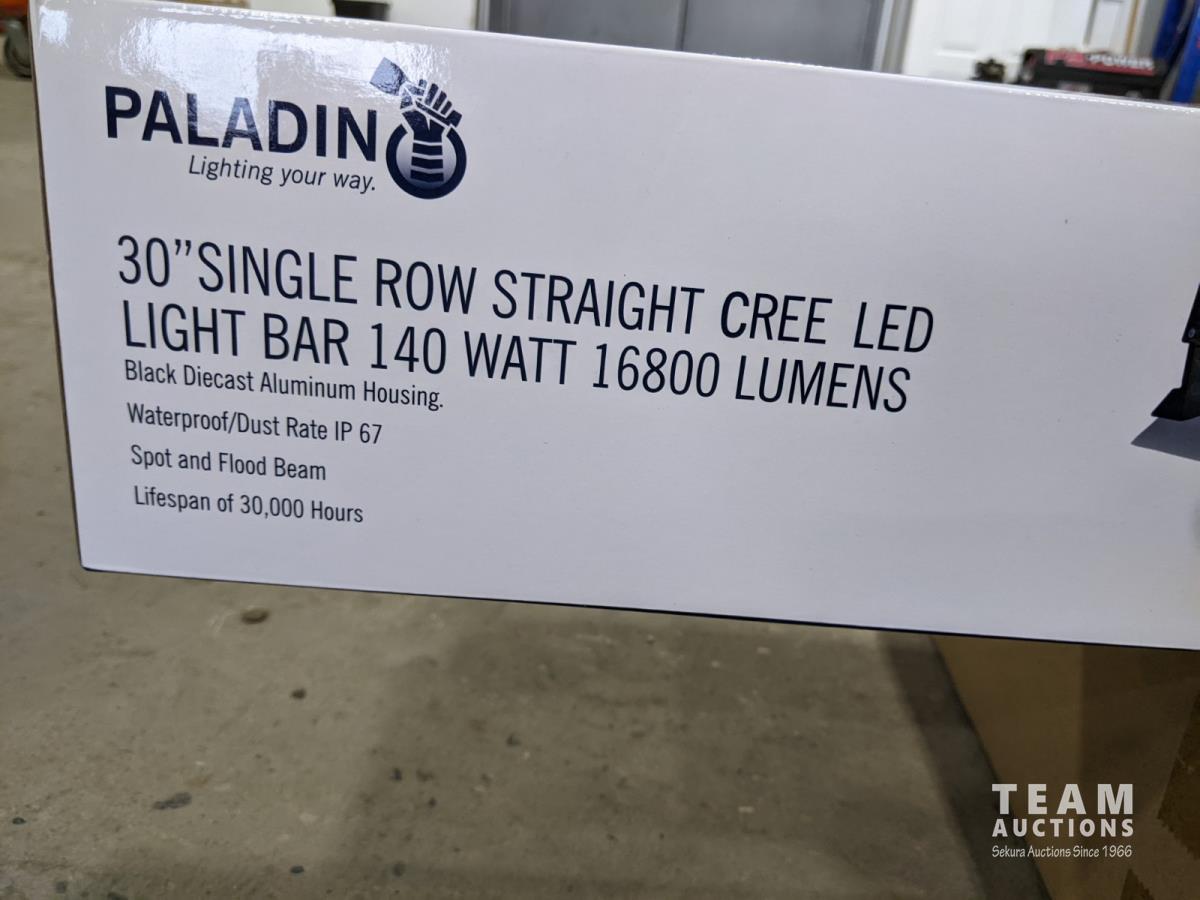 PALADIN
Lighting your way.
30”SINGLE ROW STRAIGHT CREE LED
LIGHT BAR 140 WATT 16800 LUMENS
Black Diecast Aluminum Housing.
Waterproof/Dust Rate IP 67
Spot and Flood Beam
Lifespan of 30,000 Hours
TEAM
AUCTIONS
Sekura Auctions Since 1966